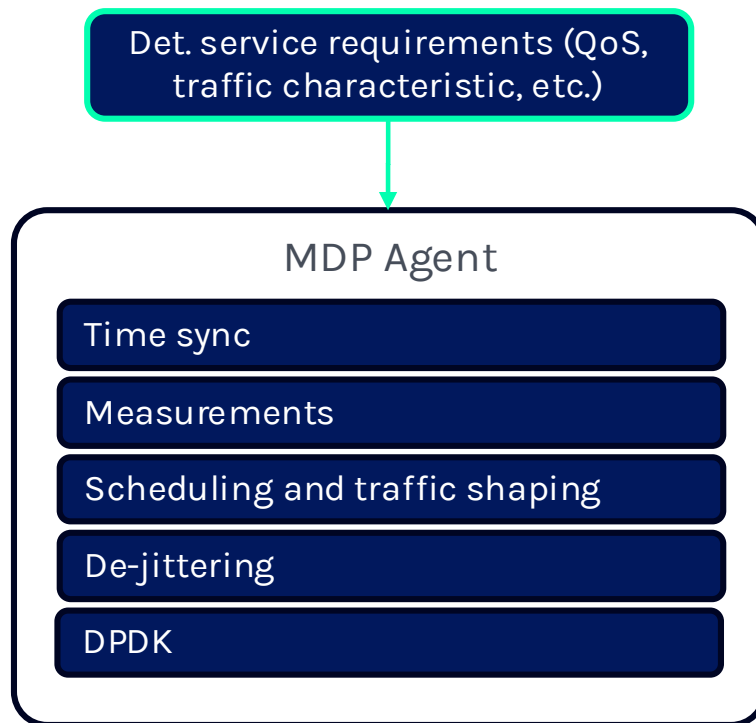 Det. service requirements (QoS,
traffic characteristic, etc.)
MDP Agent
Time sync
Measurements
Scheduling and traffic shaping
De-jittering
DPDK